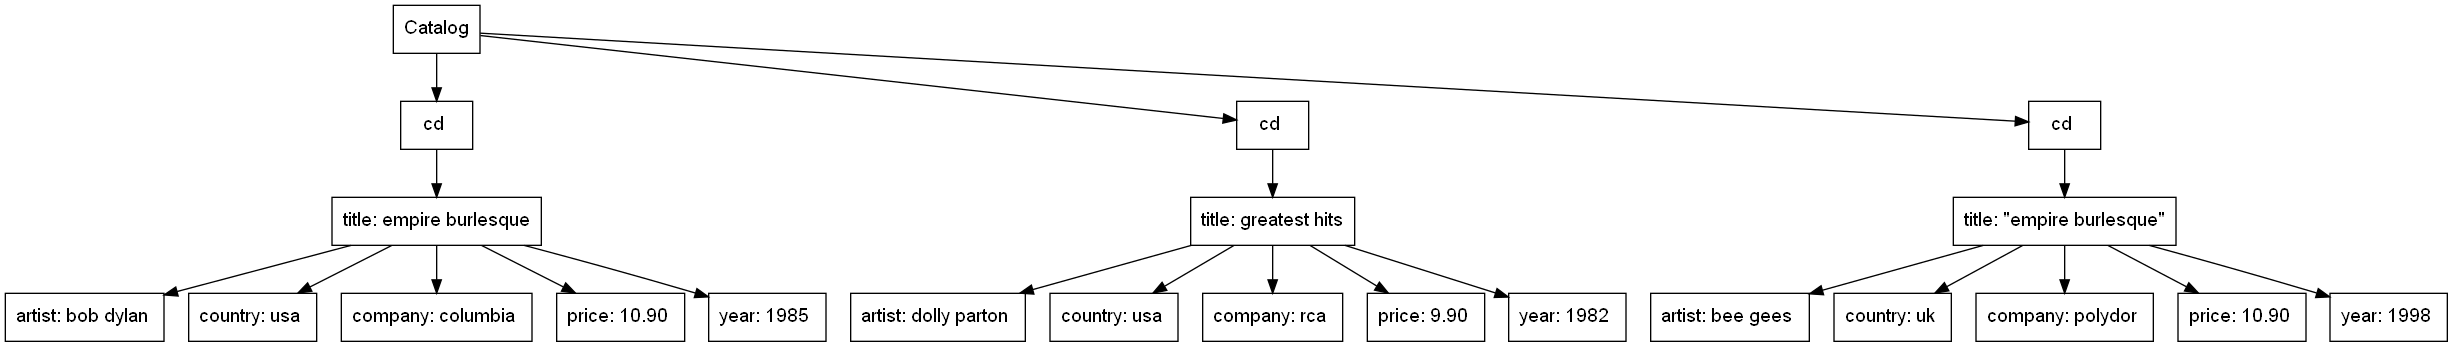 Catalog
cd
cd
cd
title: empire burlesque
title: greatest hits
title: "empire burlesque"
artist: bob dylan
country: usa
company: columbia
price: 10.90
year: 1985
artist: dolly parton
country: usa
company: rca
price: 9.90
year: 1982
artist: bee gees
country: uk
company: polydor
price: 10.90
year: 1998